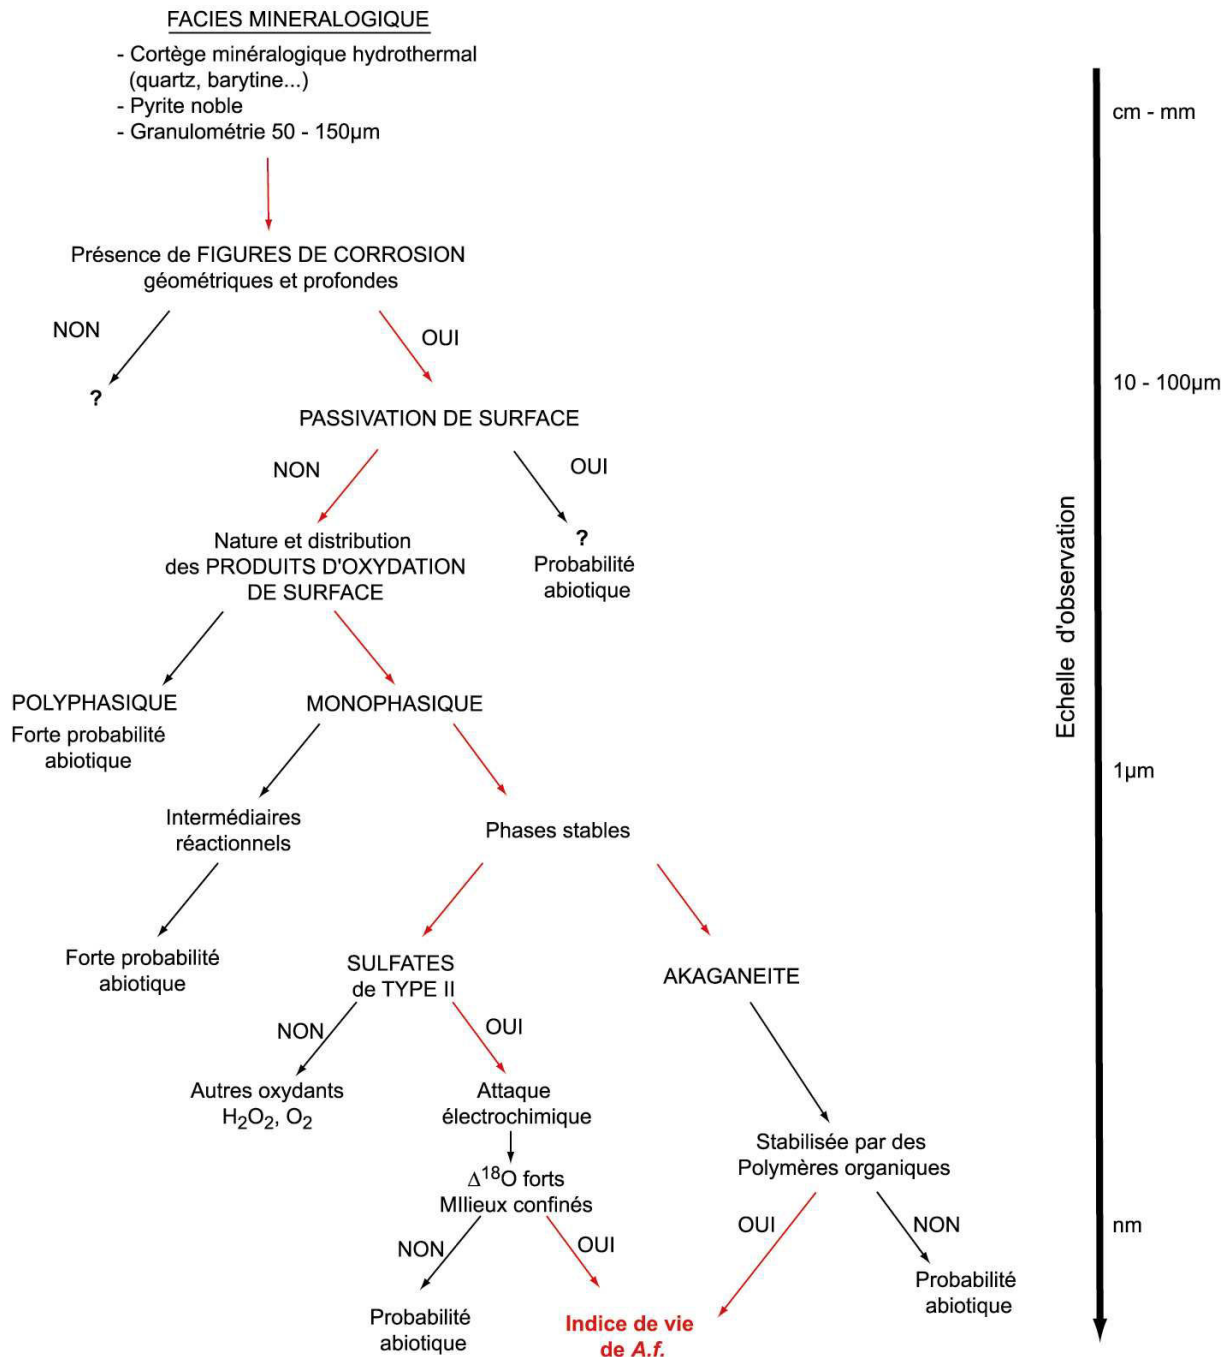 FACIES MINERALOGIQUE
- Cortège minéralogique hydrothermal
(quartz, barytine...)
- Pyrite noble
- Granulométrie 50 - 150µm
cm - mm
Présence de FIGURES DE CORROSION
géométriques et profondes
NON
OUI
?
10 - 100µm
PASSIVATION DE SURFACE
NON
OUI
Nature et distribution
des PRODUITS D'OXYDATION
DE SURFACE
?
Probabilité
abiotique
Echelle d'observation
POLYPHASIQUE
Forte probabilité
abiotique
MONOPHASIQUE
1µm
Intermédiaires
réactionnels
Phases stables
Forte probabilité
abiotique
SULFATES
de TYPE II
AKAGANEITE
NON
OUI
Autres oxydants
H2O2, O2
Attaque
électrochimique
Stabilisée par des
Polymères organiques
Δ18O forts
MIlieux confinés
NON
OUI
OUI
NON
nm
Probabilité
abiotique
Indice de vie
de A.f.
Probabilité
abiotique